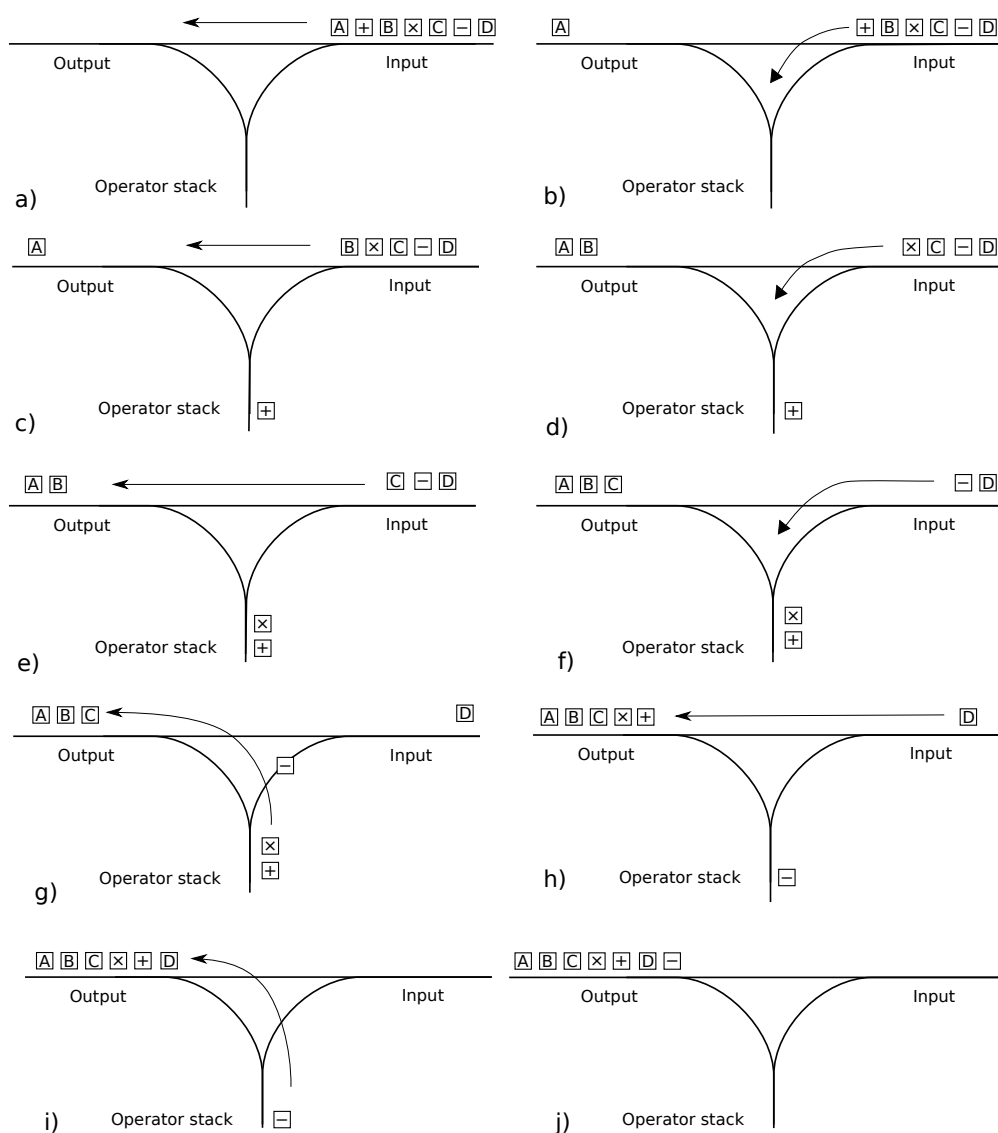 A + B × C − D
Output Input
Operator stack
a)
A + B × C − D
Output Input
Operator stack
b)
A B × C − D
Output Input
Operator stack +
c)
A B × C − D
Output Input
Operator stack +
d)
A B C − D
Output Input
×
Operator stack +
e)
A B C − D
Output Input
×
Operator stack +
f)
A B C D
Output Input
−
×
Operator stack +
g)
A B C × + D
Output Input
Operator stack −
h)
A B C × + D
Output Input
Operator stack −
i)
A B C × + D −
Output Input
Operator stack
j)